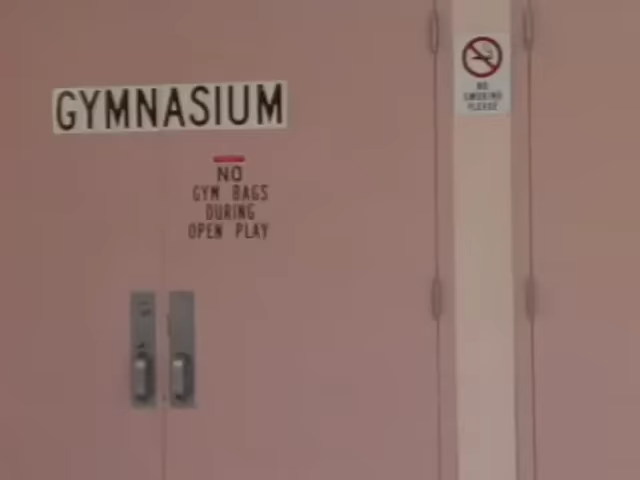 GYMNASIUM
NO
GYM BAGS
DURING
OPEN PLAY
NO
SMOKING
PLEASE